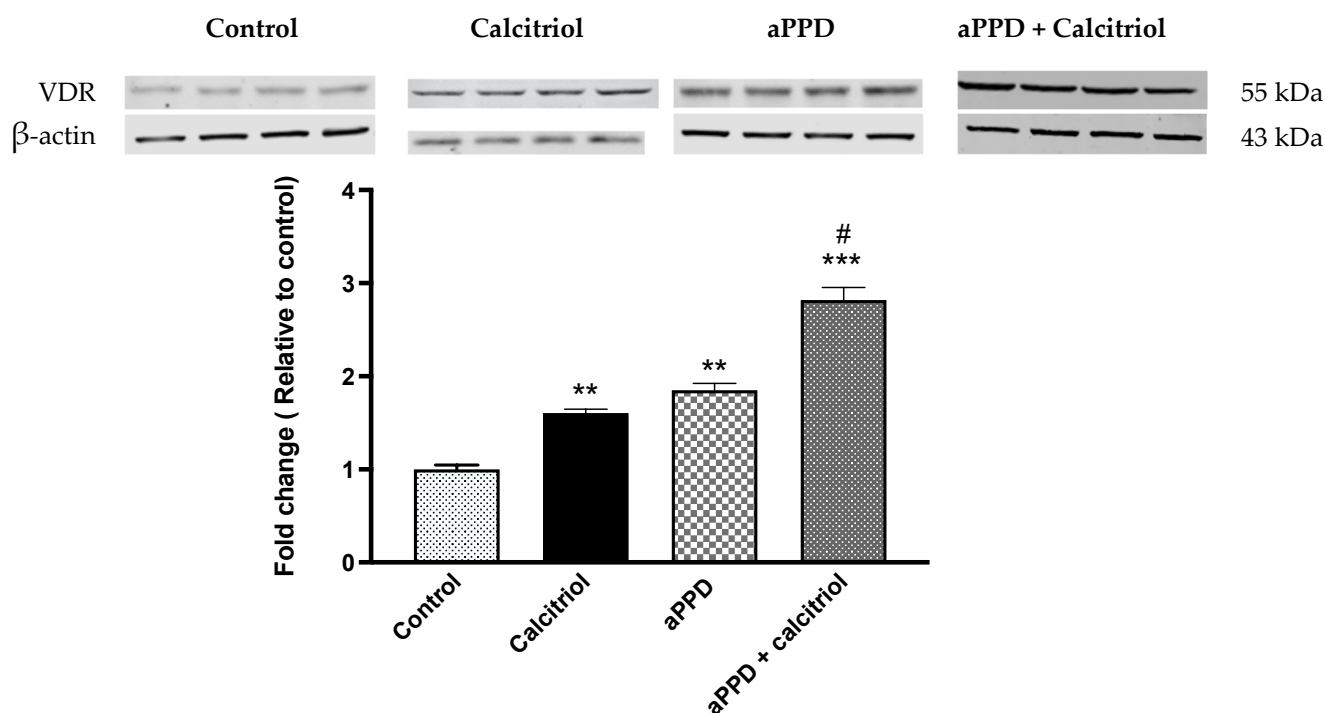 Control Calcitriol aPPD aPPD + Calcitriol
VDR 55 kDa
β-actin 43 kDa
Fold change ( Relative to control)
4
3
2
1
0
#
***
**
**
Control
Calcitriol
aPPD
aPPD + calcitriol